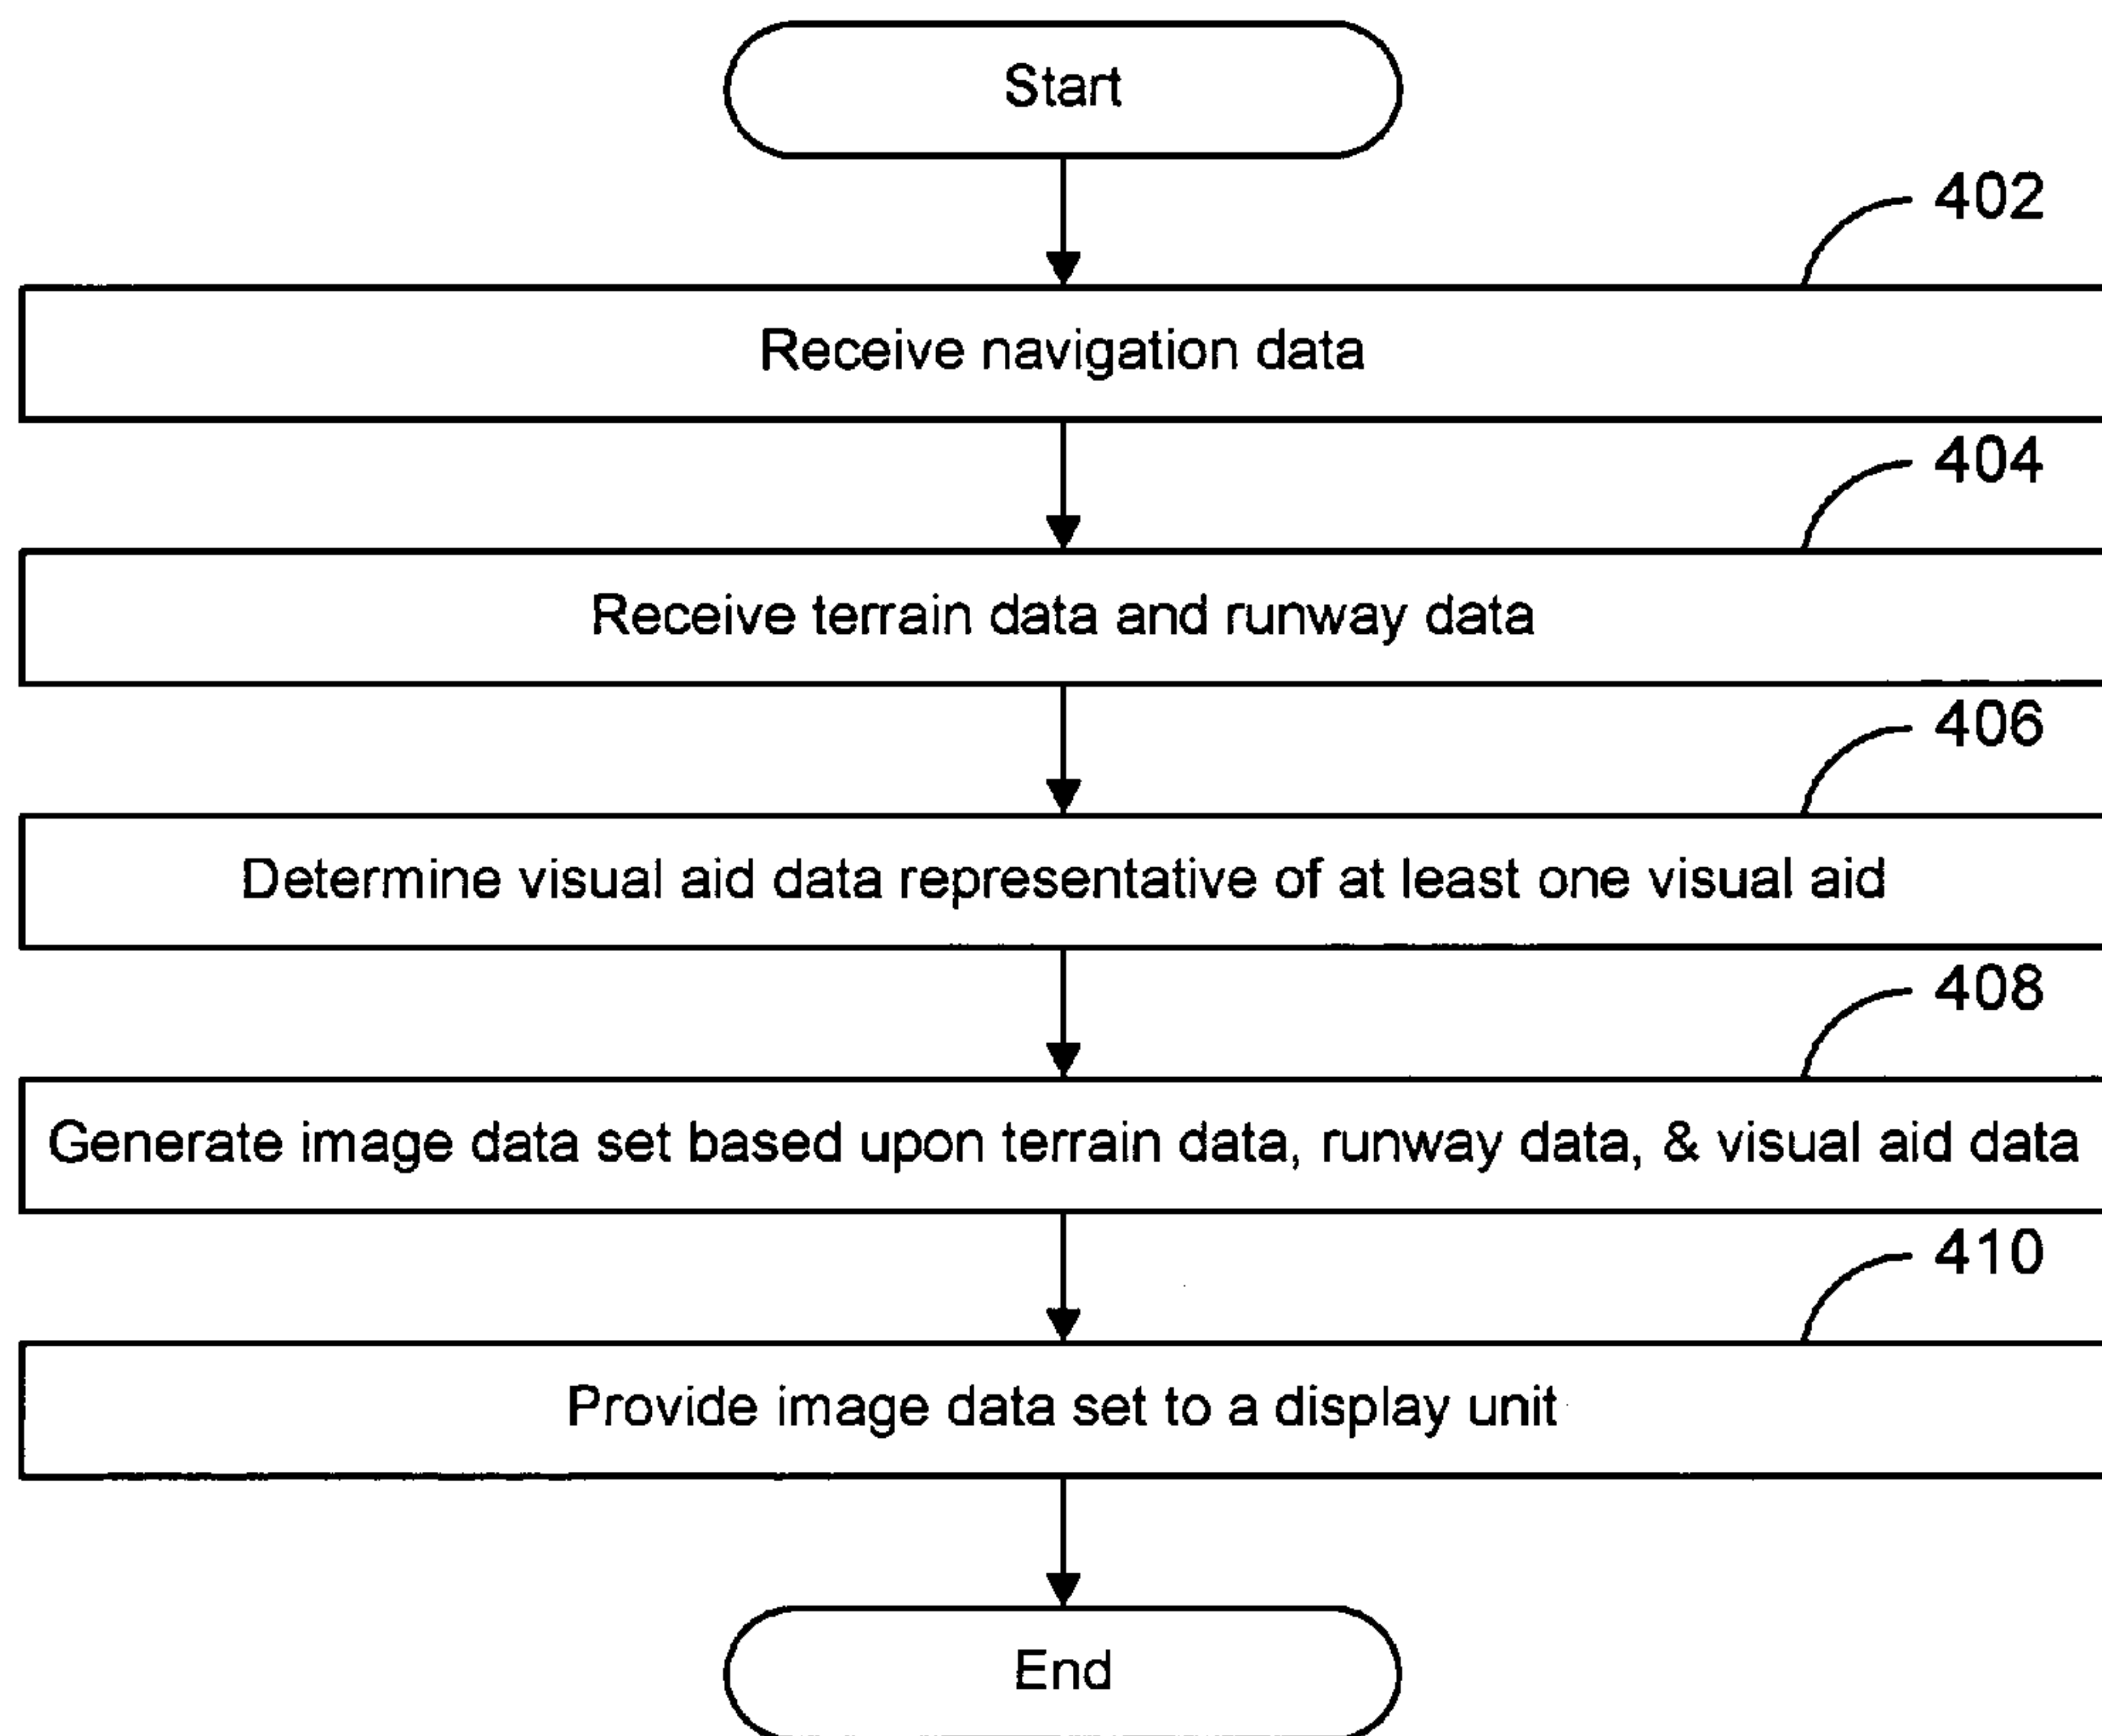 Start
402
Receive navigation data
404
Receive terrain data and runway data
406
Determine visual aid data representative of at least one visual aid
408
Generate image data set based upon terrain data, runway data, & visual aid data
410
Provide image data set to a display unit
End